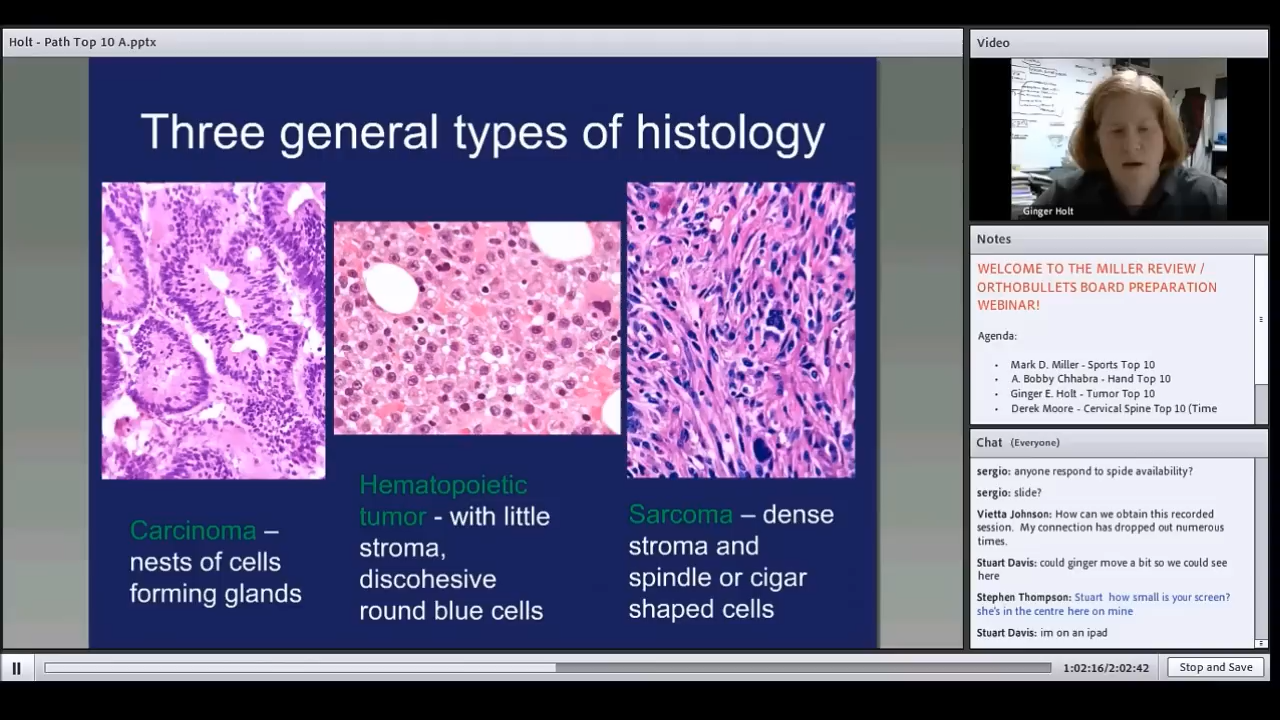 Holt - Path Top 10 A.pptx
Three general types of histology
Carcinoma –
nests of cells
forming glands
Hematopoietic
tumor - with little
stroma,
discohesive
round blue cells
Sarcoma – dense
stroma and
spindle or cigar
shaped cells
Video
Ginger Holt
Notes
WELCOME TO THE MILLER REVIEW /
ORTHOBULLETS BOARD PREPARATION
WEBINAR!
Agenda:
• Mark D. Miller - Sports Top 10
• A. Bobby Chhabra - Hand Top 10
• Ginger E. Holt - Tumor Top 10
• Derek Moore - Cervical Spine Top 10 (Time
Chat (Everyone)
sergio: anyone respond to spide availability?
sergio: slide?
Vietta Johnson: How can we obtain this recorded
session. My connection has dropped out numerous
times.
Stuart Davis: could ginger move a bit so we could see
here
Stephen Thompson: Stuart how small is your screen?
she's in the centre here on mine
Stuart Davis: im on an ipad
1:02:16/2:02:42
Stop and Save